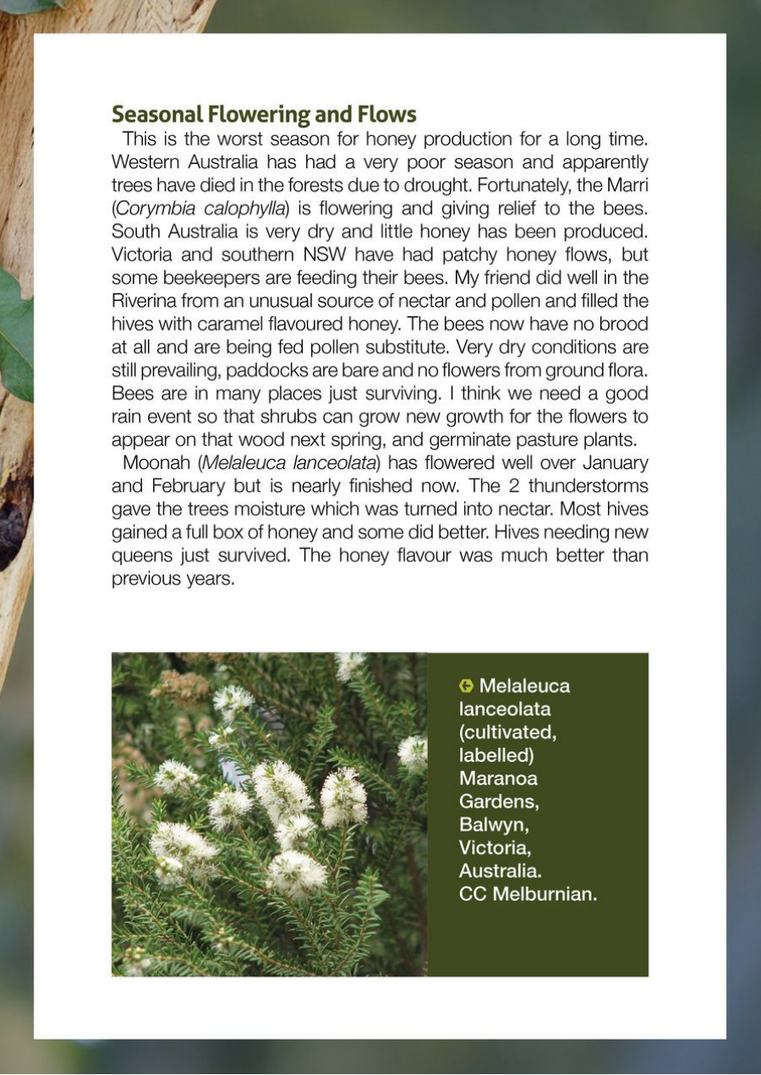 Seasonal Flowering and Flows
This is the worst season for honey production for a long time.
Western Australia has had a very poor season and apparently
trees have died in the forests due to drought. Fortunately, the Marri
(Corymbia calophylla) is flowering and giving relief to the bees.
South Australia is very dry and little honey has been produced.
Victoria and southern NSW have had patchy honey flows, but
some beekeepers are feeding their bees. My friend did well in the
Riverina from an unusual source of nectar and pollen and filled the
hives with caramel flavoured honey. The bees now have no brood
at all and are being fed pollen substitute. Very dry conditions are
still prevailing, paddocks are bare and no flowers from ground flora.
Bees are in many places just surviving. I think we need a good
rain event so that shrubs can grow new growth for the flowers to
appear on that wood next spring, and germinate pasture plants.
Moonah (Melaleuca lanceolata) has flowered well over January
and February but is nearly finished now. The 2 thunderstorms
gave the trees moisture which was turned into nectar. Most hives
gained a full box of honey and some did better. Hives needing new
queens just survived. The honey flavour was much better than
previous years.
Melaleuca
lanceolata
(cultivated,
labelled)
Maranoa
Gardens,
Balwyn,
Victoria,
Australia.
CC Melburnian.